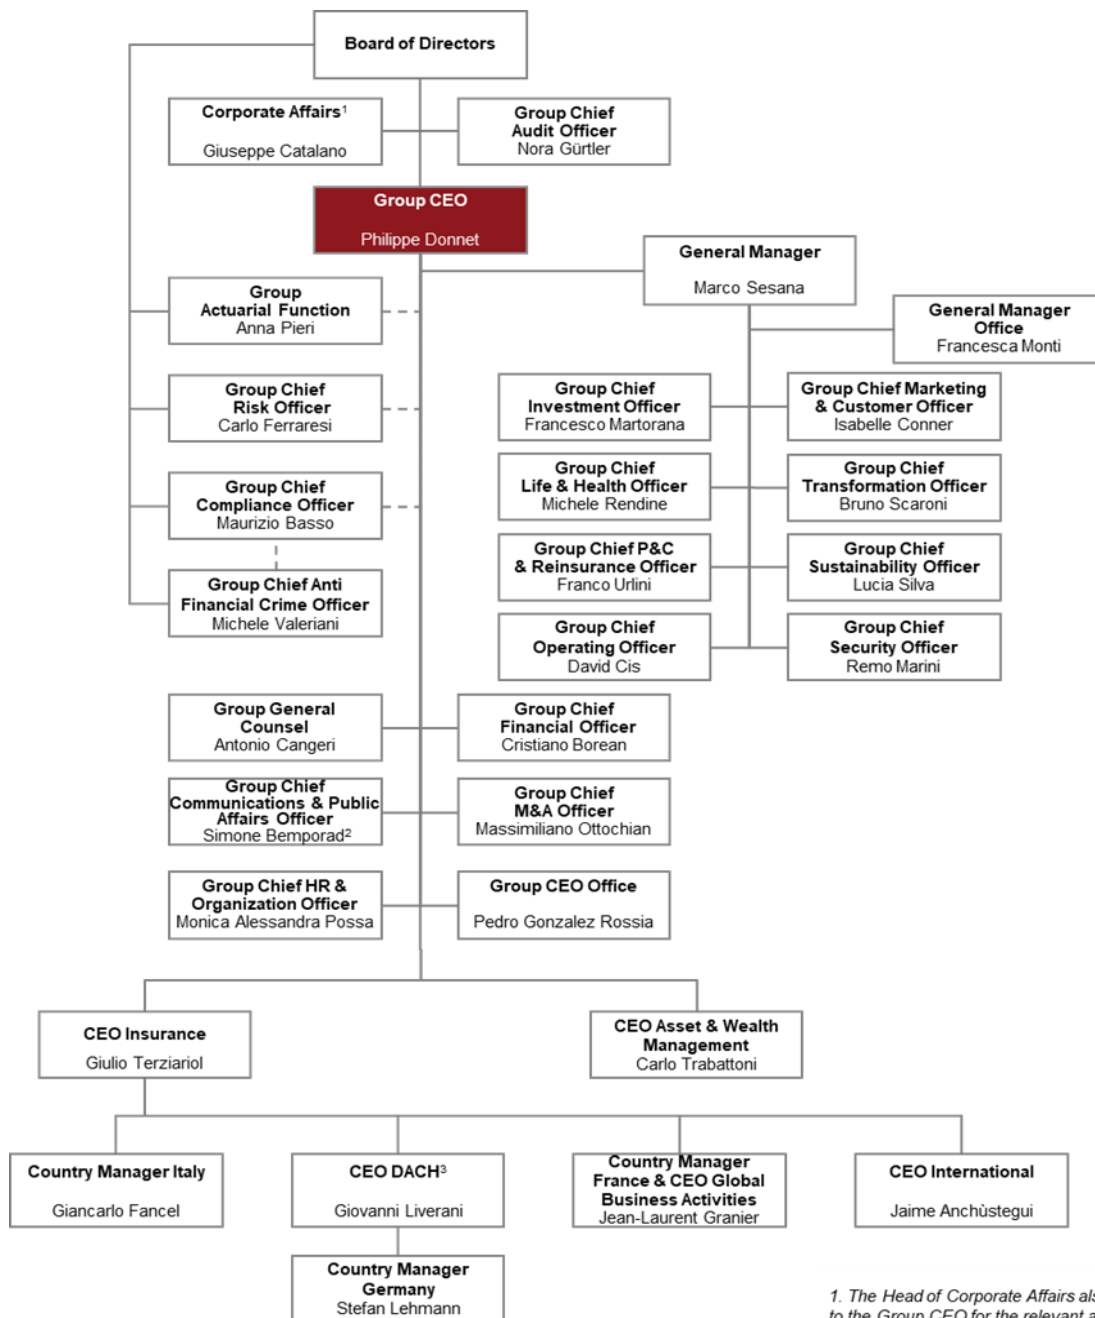 Board of Directors
Corporate Affairs¹
Giuseppe Catalano
Group Chief
Audit Officer
Nora Gürtler
Group CEO
Philippe Donnet
General Manager
Marco Sesana
General Manager
Office
Francesca Monti
Group
Actuarial Function
Anna Pieri
Group Chief
Risk Officer
Carlo Ferraresi
Group Chief
Compliance Officer
Maurizio Basso
Group Chief Anti
Financial Crime Officer
Michele Valeriani
Group Chief
Investment Officer
Francesco Martorana
Group Chief Marketing
& Customer Officer
Isabelle Conner
Group Chief
Life & Health Officer
Michele Rendine
Group Chief
Transformation Officer
Bruno Scaroni
Group Chief P&C
& Reinsurance Officer
Franco Urlini
Group Chief
Sustainability Officer
Lucia Silva
Group Chief
Operating Officer
David Cis
Group Chief
Security Officer
Remo Marini
Group General
Counsel
Antonio Cangeri
Group Chief
Financial Officer
Cristiano Borean
Group Chief
Communications & Public
Affairs Officer
Simone Bemporad²
Group Chief
M&A Officer
Massimiliano Ottochian
Group Chief HR &
Organization Officer
Monica Alessandra Possa
Group CEO Office
Pedro Gonzalez Rossia
CEO Insurance
Giulio Terziariol
CEO Asset & Wealth
Management
Carlo Trabattoni
Country Manager Italy
Giancarlo Fancel
CEO DACH³
Giovanni Liverani
Country Manager
France & CEO Global
Business Activities
Jean-Laurent Granier
CEO International
Jaime Anchùstegui
Country Manager
Germany
Stefan Lehmann
1. The Head of Corporate Affairs als
to the Group CEO for the relevant a